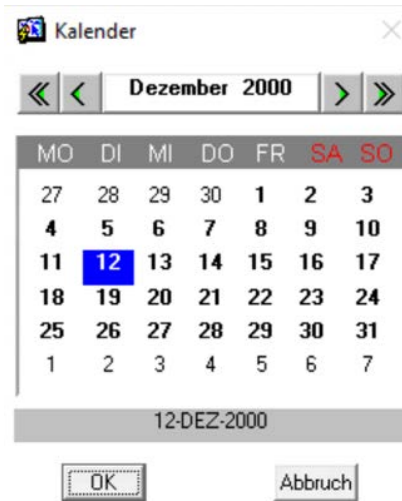 Kalender
Dezember 2000
MO DI MI DO FR SA SO
27 28 29 30 1 2 3
4 5 6 7 8 9 10
11 12 13 14 15 16 17
18 19 20 21 22 23 24
25 26 27 28 29 30 31
1 2 3 4 5 6 7
12-DEZ-2000
OK Abbruch